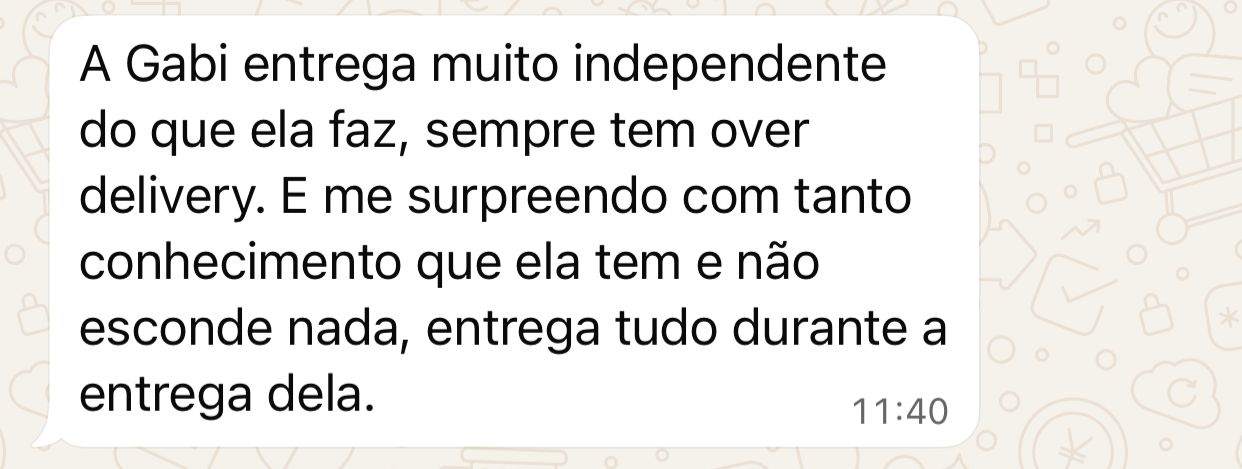 A Gabi entrega muito independente
do que ela faz, sempre tem over
delivery. E me surpreendo com tanto
conhecimento que ela tem e não
esconde nada, entrega tudo durante a
entrega dela.
11:40